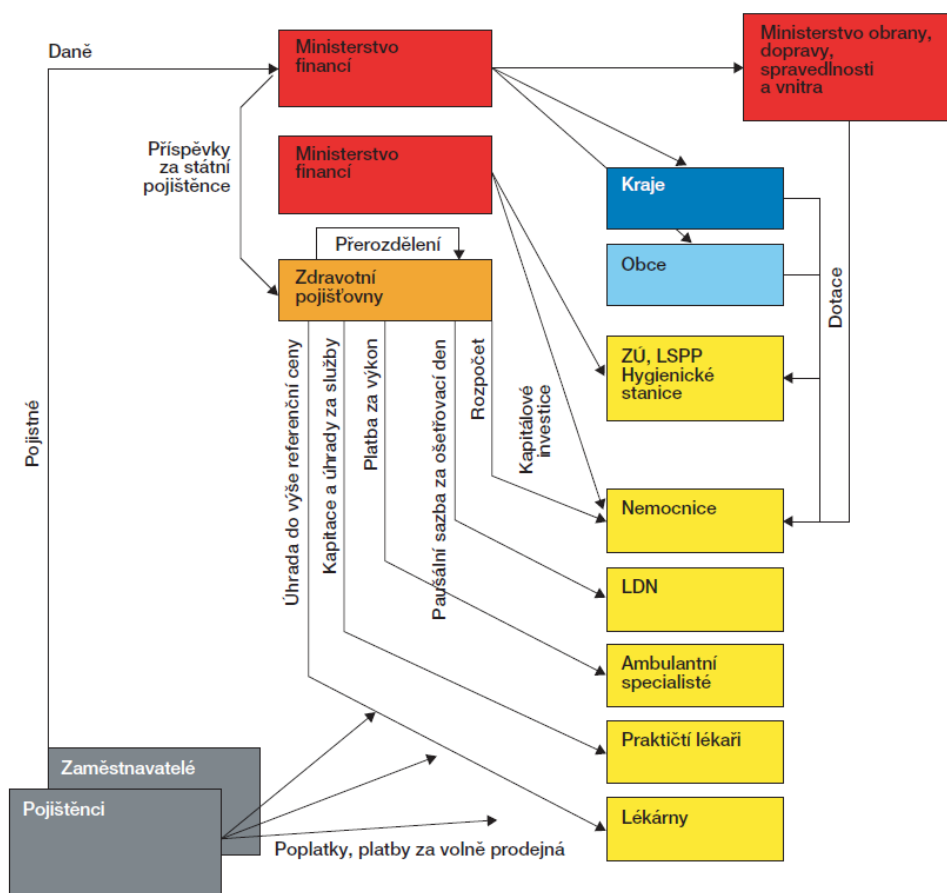 Daně
Ministerstvo
financí
Ministerstvo obrany,
dopravy,
spravedlnosti
a vnitra
Příspěvky
za státní
pojištěnce
Ministerstvo
financí
Kraje
Přerozdělení
Zdravotní
pojišťovny
Obce
Dotace
ZÚ, LSPP
Hygienické
stanice
Pojistné
Úhrada do výše referenční ceny
Kapitace a úhrady za služby
Platba za výkon
Paušální sazba za ošetřovací den
Rozpočet
Kapitálové
investice
Nemocnice
LDN
Ambulantní
specialisté
Praktičtí lékaři
Zaměstnavatelé
Pojištěnci
Lékárny
Poplatky, platby za volně prodejná